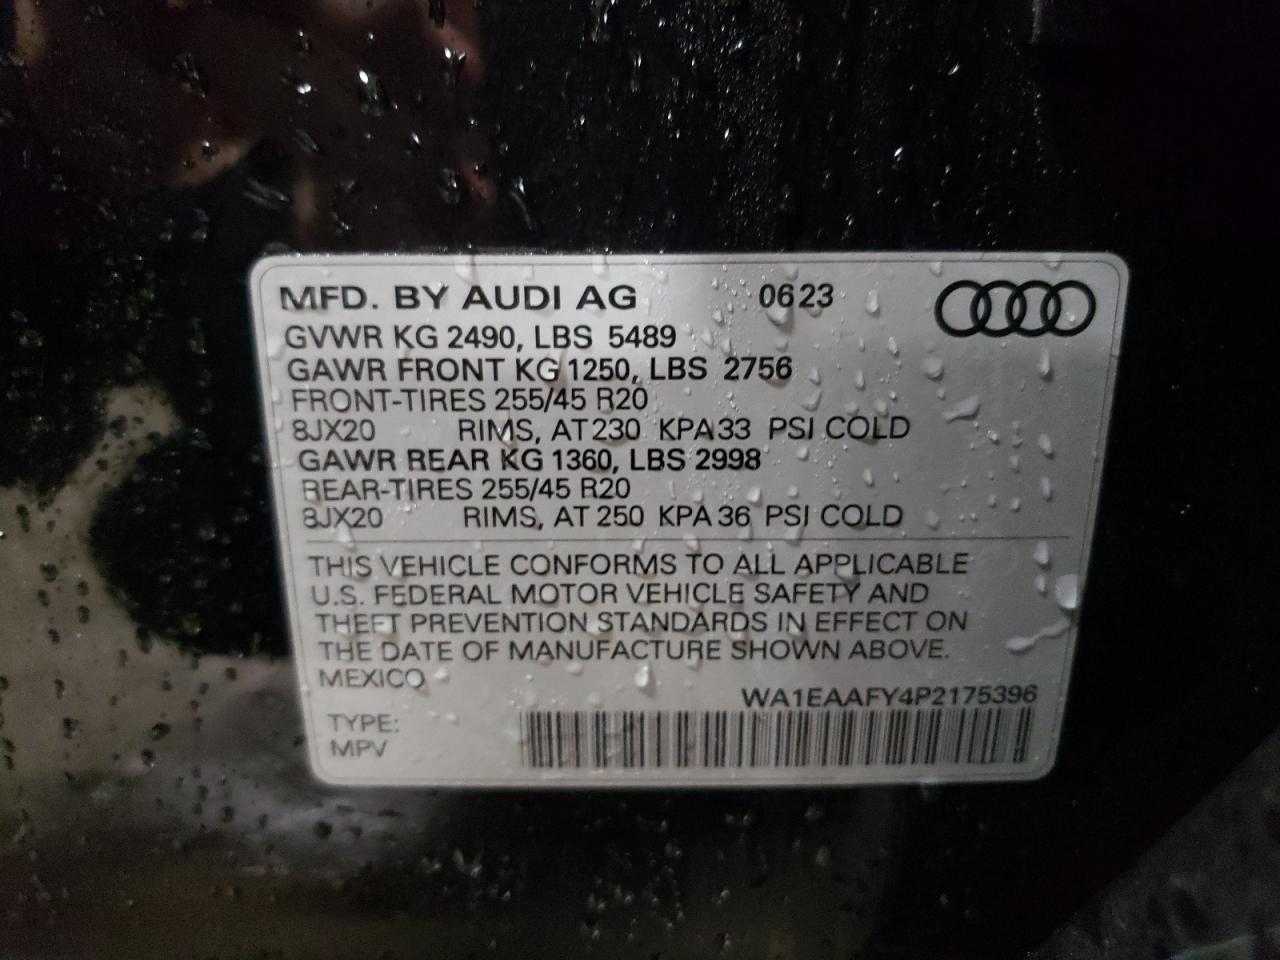 MFD. BY AUDI AG 0623
GVWR KG 2490, LBS 5489
GAWR FRONT KG 1250, LBS 2756
FRONT-TIRES 255/45 R20
8JX20 RIMS, AT 230 KPA 33 PSI COLD
GAWR REAR KG 1360, LBS 2998
REAR-TIRES 255/45 R20
8JX20 RIMS, AT 250 KPA 36 PSI COLD
THIS VEHICLE CONFORMS TO ALL APPLICABLE
U.S. FEDERAL MOTOR VEHICLE SAFETY AND
THEFT PREVENTION STANDARDS IN EFFECT ON
THE DATE OF MANUFACTURE SHOWN ABOVE.
MEXICO
WA1EAAFY4P2175396
TYPE:
MPV